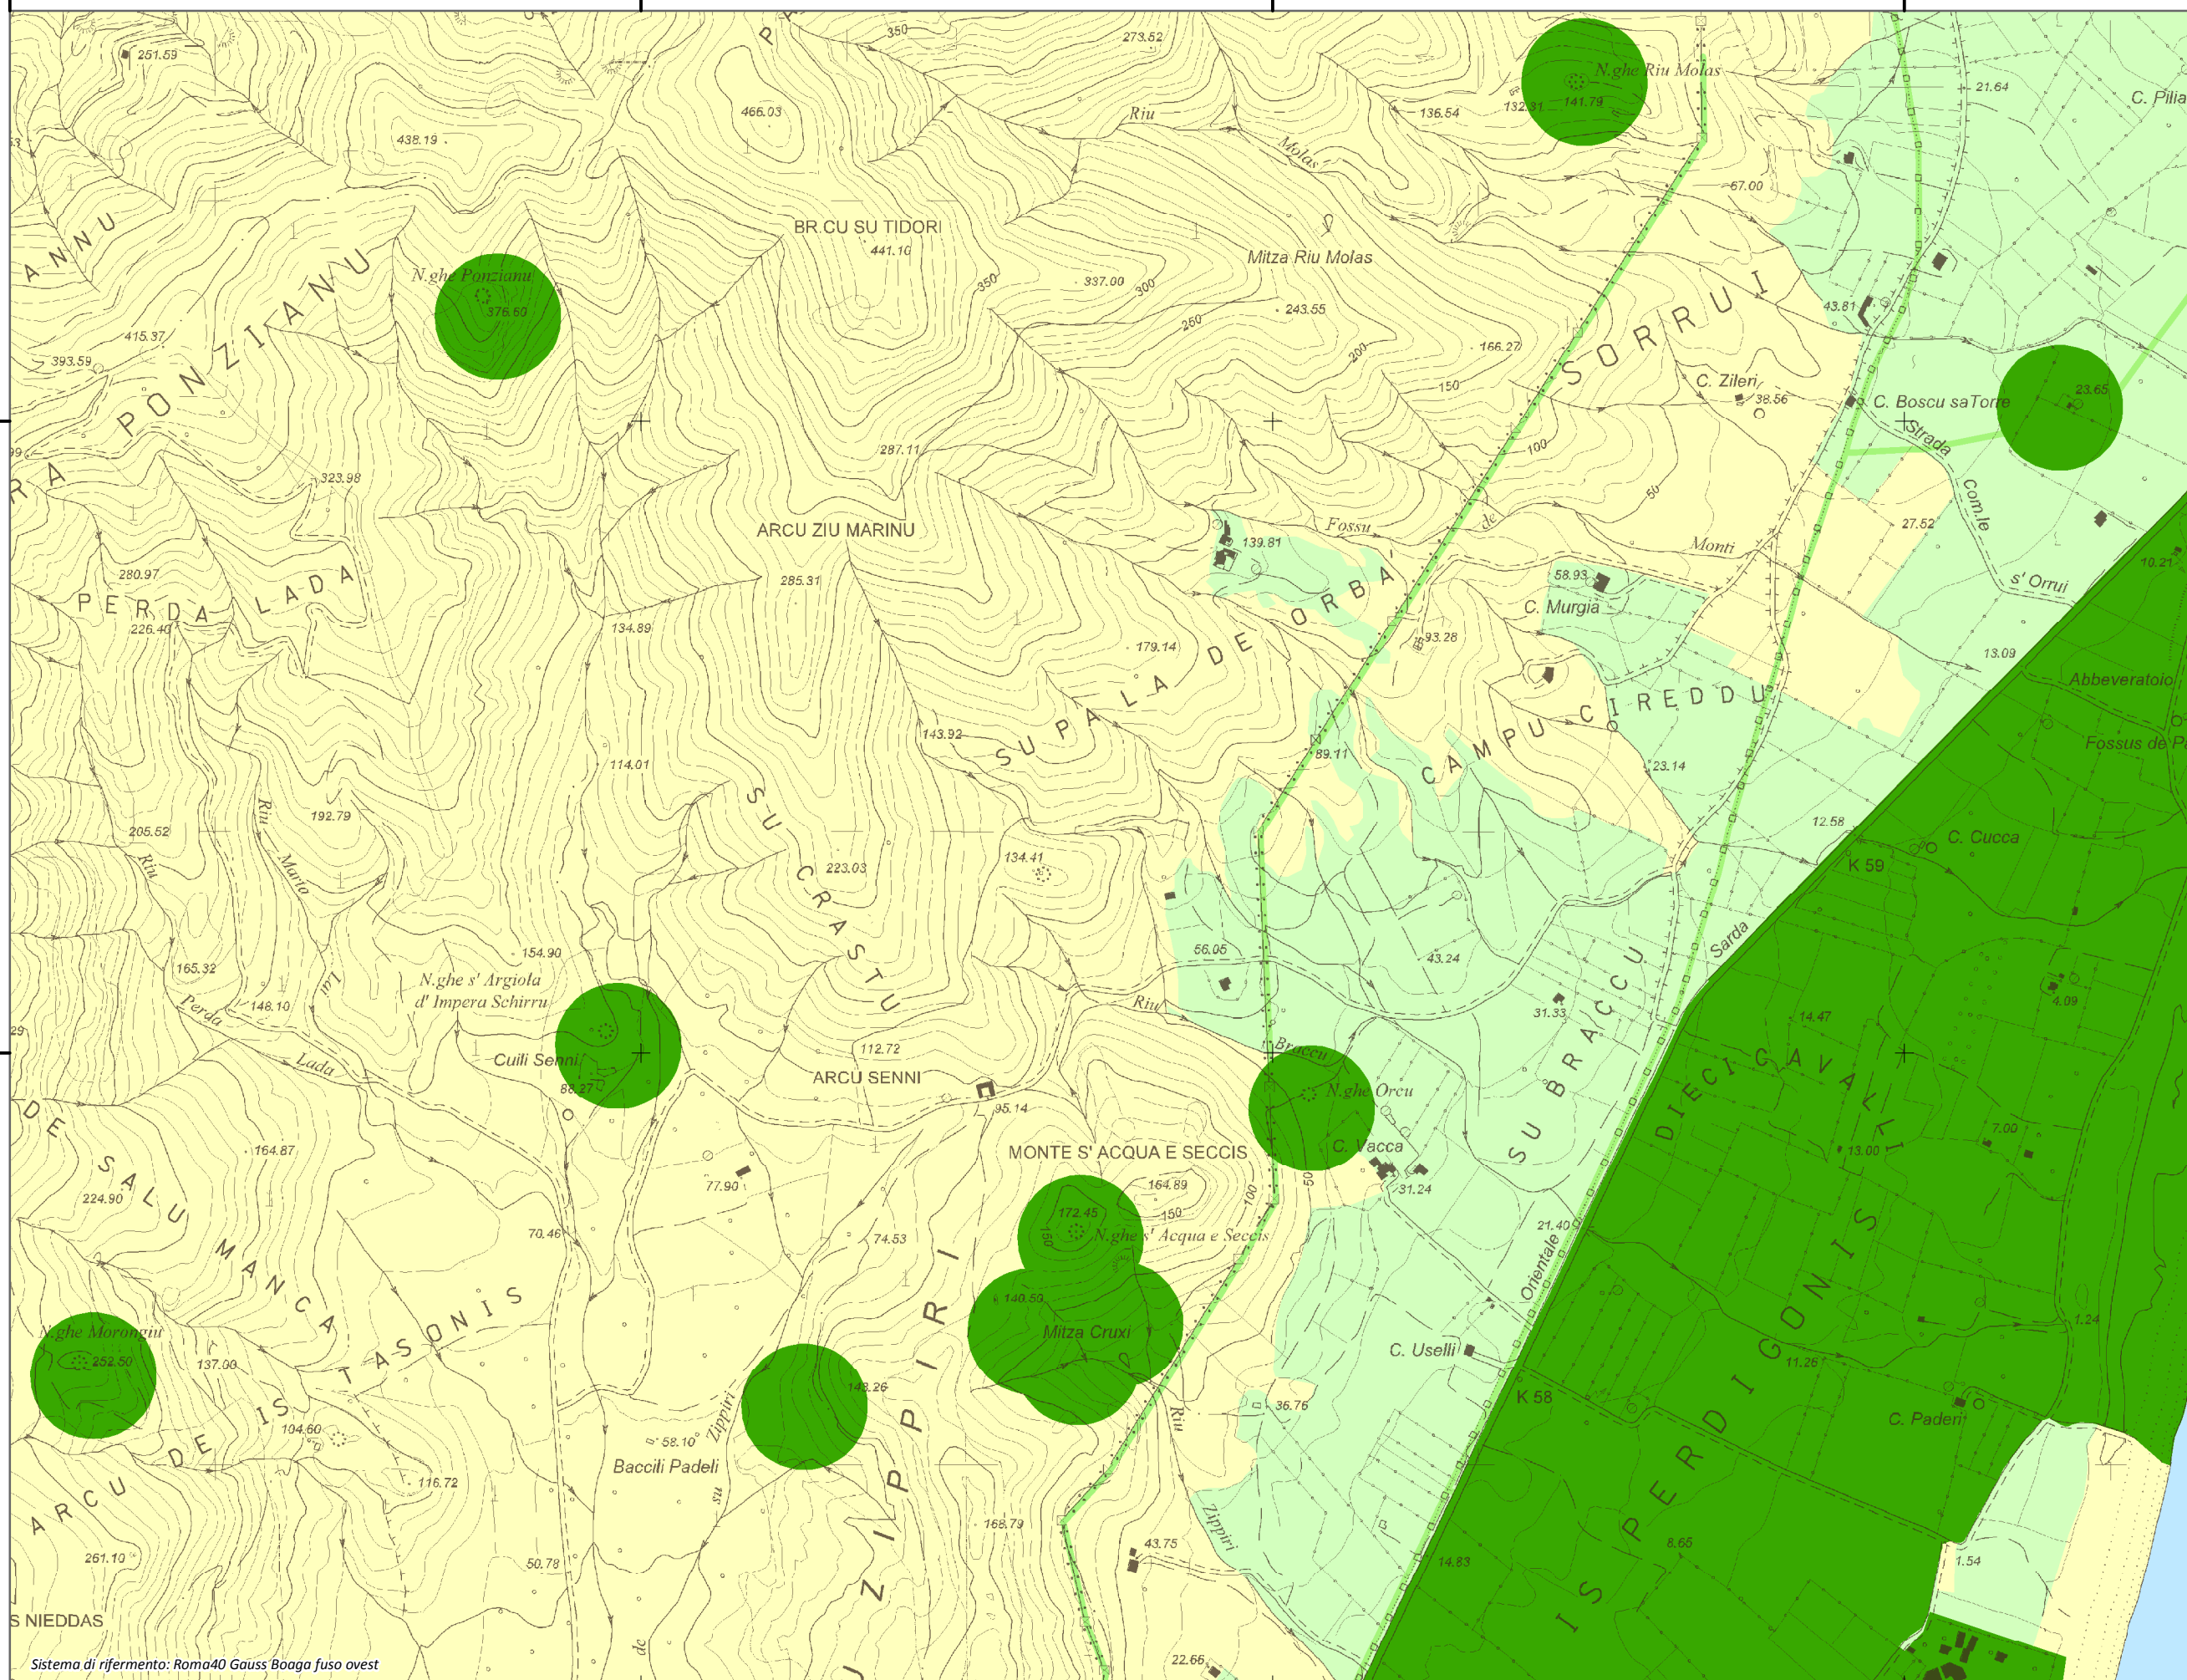 350
273.52
251.59
N.ghe Riu Molas
21.64
C. Pilia
466.03
Riu
132.31
141.79
136.54
438.19
Molas
67.00
ANNU
BR.CU SU TIDORI
441.10
Mitza Riu Molas
N.ghe Ponzianu
376.60
350
337.00
300
243.55
250
43.81
SORRUI
415.37
393.59
PONZIANU
200
166.27
150
C. Zileri
38.56
23.65
C. Boscu sa Torre
Strada
Com.le
s' Orrui
287.11
100
323.98
RA
50
27.52
ARCU ZIU MARINU
139.81
Fossu
de
Monti
10.21
280.97
285.31
58.93
C. Murgia
PERDA LADA
226.40
134.89
93.28
179.14
13.09
Abbeveratoio
SU PALA DE ORBA'
CAMPU CIREDDU
143.92
89.11
Fossus de
114.01
23.14
192.79
205.52
Riu
Maria
Lai
12.58
C. Cucca
K 59
Riu
SU CRASTU
223.03
134.41
154.90
56.05
43.24
Sarda
165.32
N.ghe s' Argiola
d' Impera Schirru
148.10
Perda
Lada
Riu
Braccu
31.33
4.09
14.47
Cuili Senni
88.27
112.72
ARCU SENNI
95.14
N.ghe Orcu
SU BRACCU
DIECI CAVALLI
DE SALU MANCA
164.87
MONTE S' ACQUA E SECCIS
C. Vacca
31.24
7.00
13.00
224.90
77.90
164.89
172.45
150
150
100
50
N.ghe s' Acqua e Seccis
70.46
74.53
21.40
Orientale
140.50
Mitza Cruxi
N.ghe Morongiu
252.50
137.00
C. Uselli
1.24
11.26
143.26
K 58
36.76
C. Paderi
ARCU DE IS TASONIS
104.60
58.10
Baccili Padeli
su
Zippiri
Riu
Zippiri
116.72
168.79
ZIPPIRI
IS PERDIGONIS
261.10
50.78
43.75
14.83
8.65
1.54
S NIEDDAS
22.66
Sistema di rifermento: Roma40 Gauss Boaga fuso ovest